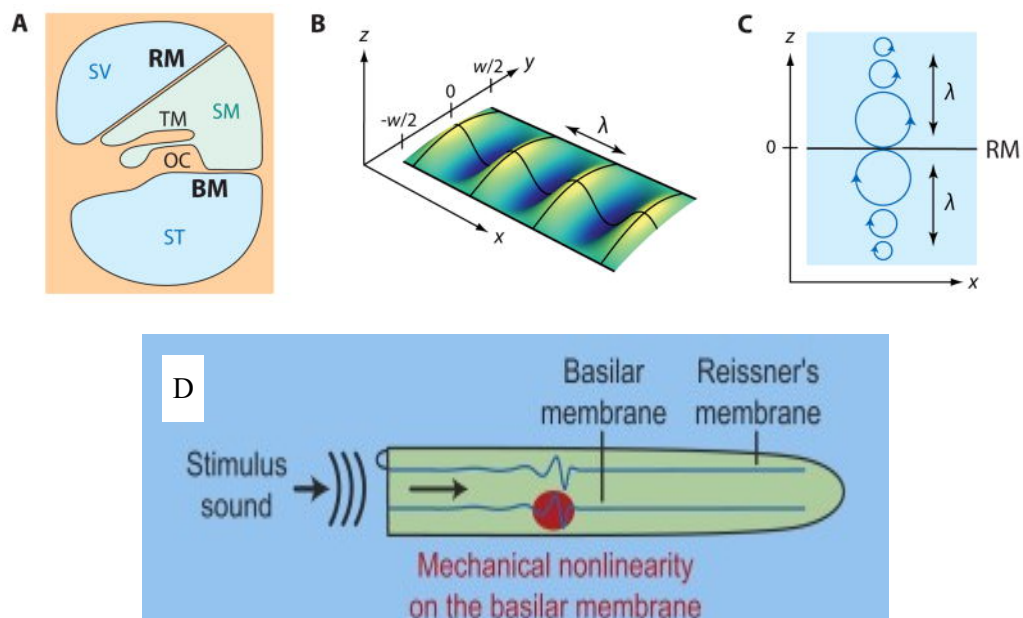 A
SV
RM
TM
SM
OC
BM
ST
B
z
w/2
y
0
-w/2
λ
x
C
z
λ
0
RM
λ
x
D
Basilar
membrane
Reissner's
membrane
Stimulus
sound
Mechanical nonlinearity
on the basilar membrane